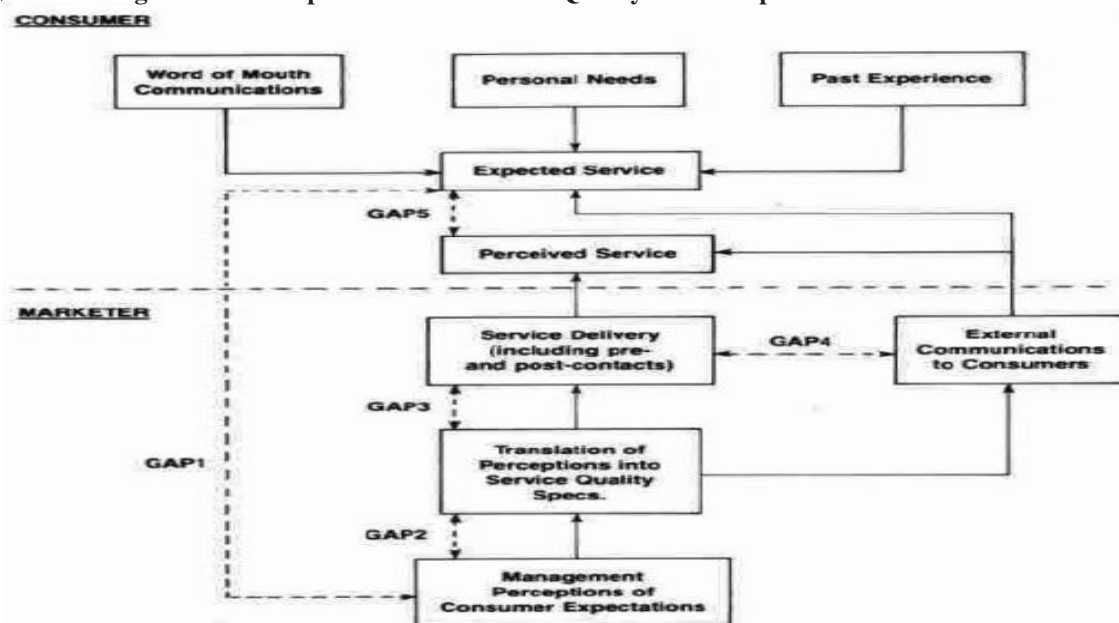 CONSUMER
Word of Mouth
Communications
Personal Needs
Past Experience
Expected Service
GAP5
Perceived Service
MARKETER
Service Delivery
(including pre-
and post-contacts)
GAP4
External
Communications
to Consumers
GAP3
Translation of
Perceptions into
Service Quality
Specs.
GAP1
GAP2
Management
Perceptions of
Consumer Expectations